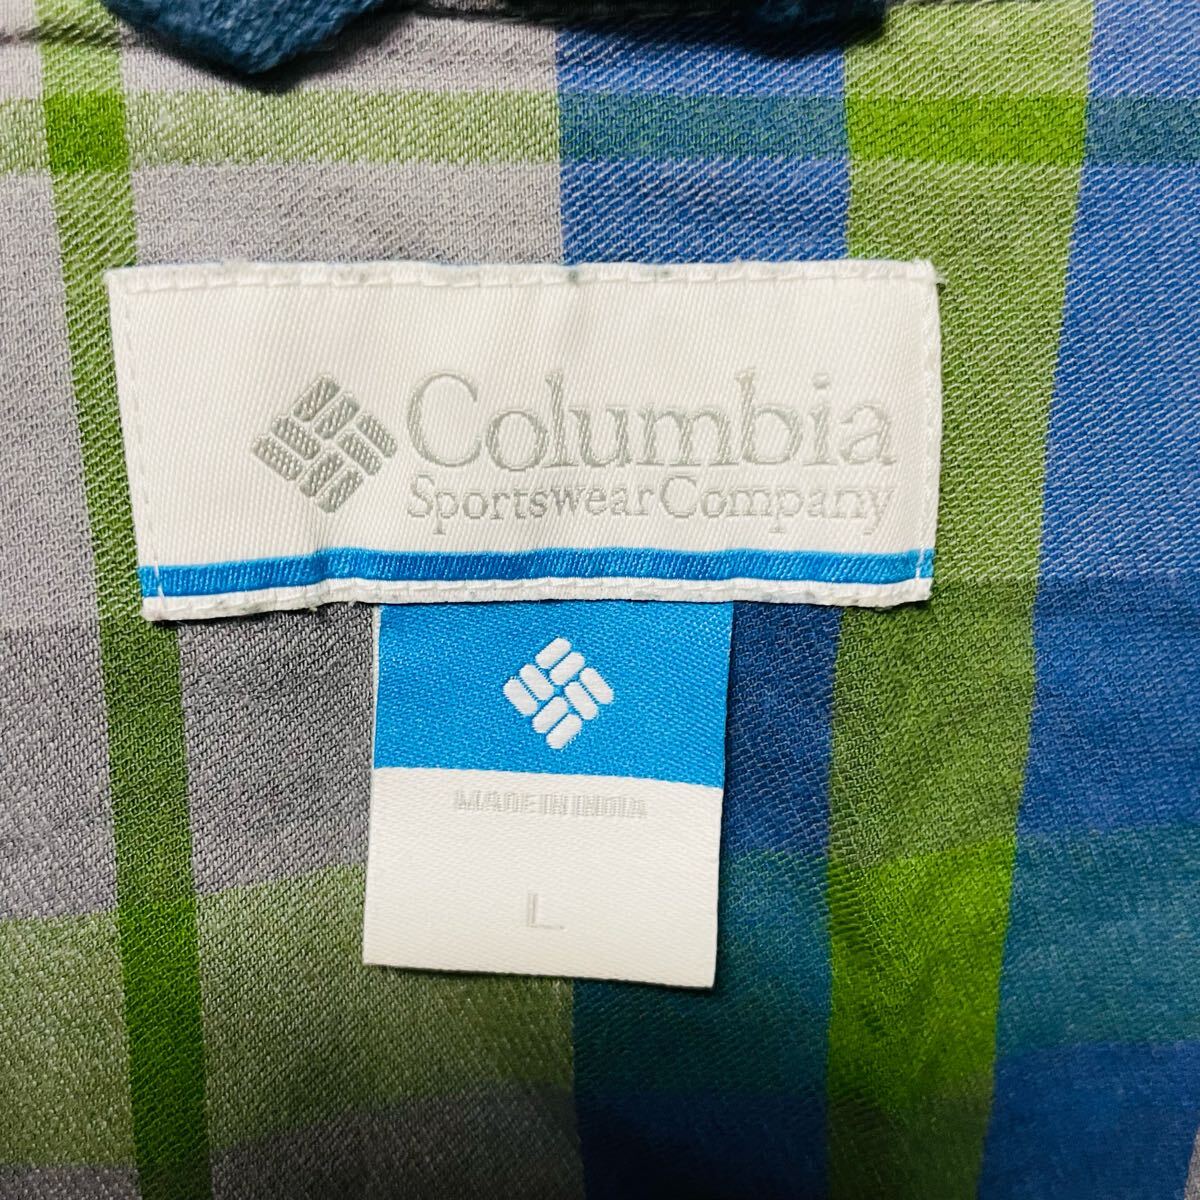 Columbia
Sportswear Company
MADE IN INDIA
L